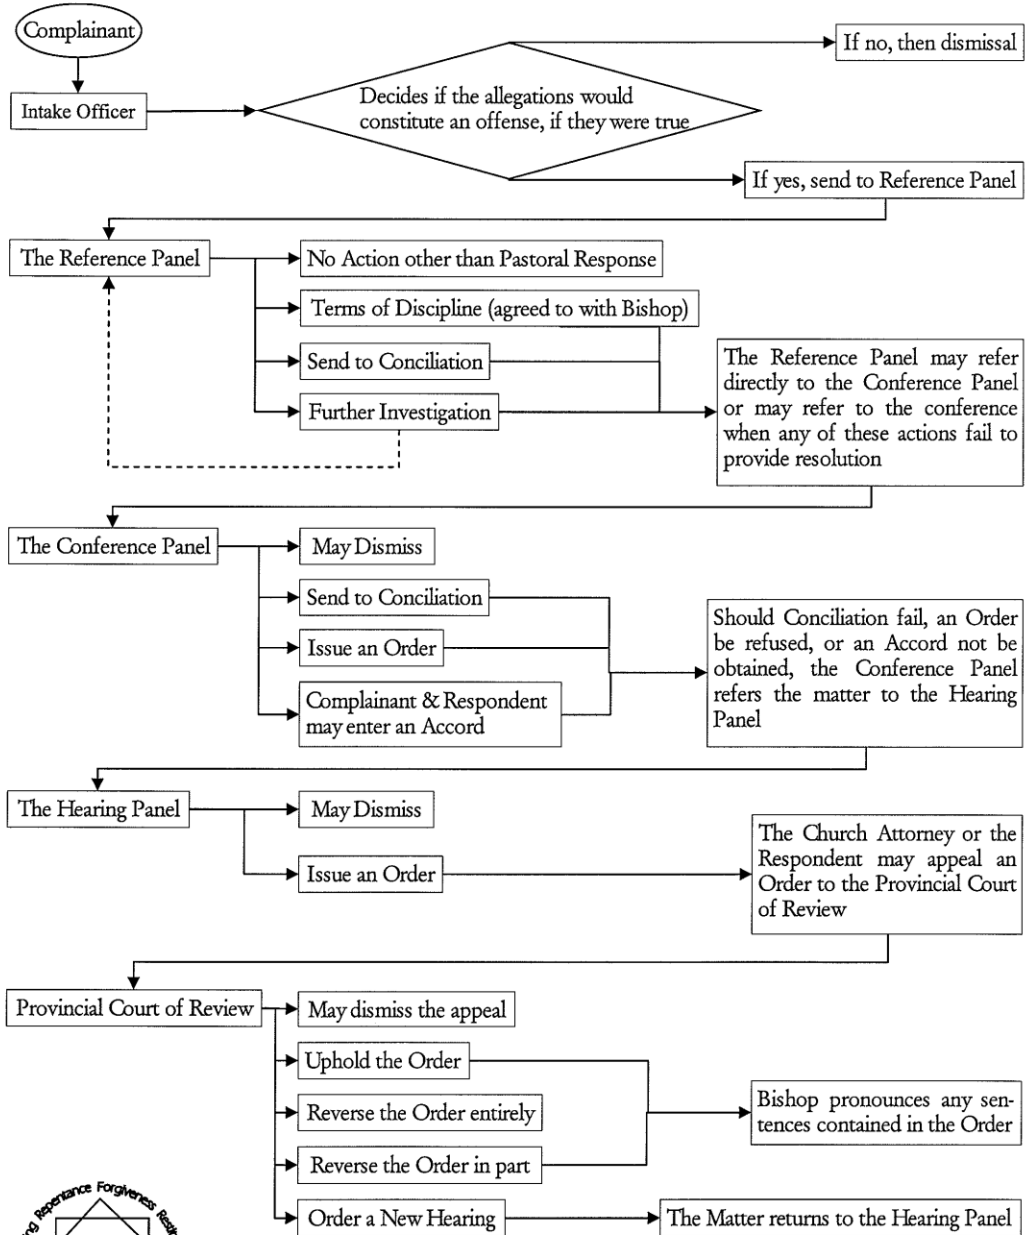 Complainant
If no, then dismissal
Intake Officer
Decides if the allegations would
constitute an offense, if they were true
If yes, send to Reference Panel
The Reference Panel
No Action other than Pastoral Response
Terms of Discipline (agreed to with Bishop)
Send to Conciliation
Further Investigation
The Reference Panel may refer
directly to the Conference Panel
or may refer to the conference
when any of these actions fail to
provide resolution
The Conference Panel
May Dismiss
Send to Conciliation
Issue an Order
Complainant & Respondent
may enter an Accord
Should Conciliation fail, an Order
be refused, or an Accord not be
obtained, the Conference Panel
refers the matter to the Hearing
Panel
The Hearing Panel
May Dismiss
Issue an Order
The Church Attorney or the
Respondent may appeal an
Order to the Provincial Court
of Review
Provincial Court of Review
May dismiss the appeal
Uphold the Order
Reverse the Order entirely
Reverse the Order in part
Bishop pronounces any sen-
tences contained in the Order
Order a New Hearing
The Matter returns to the Hearing Panel
Repentance Forgiveness